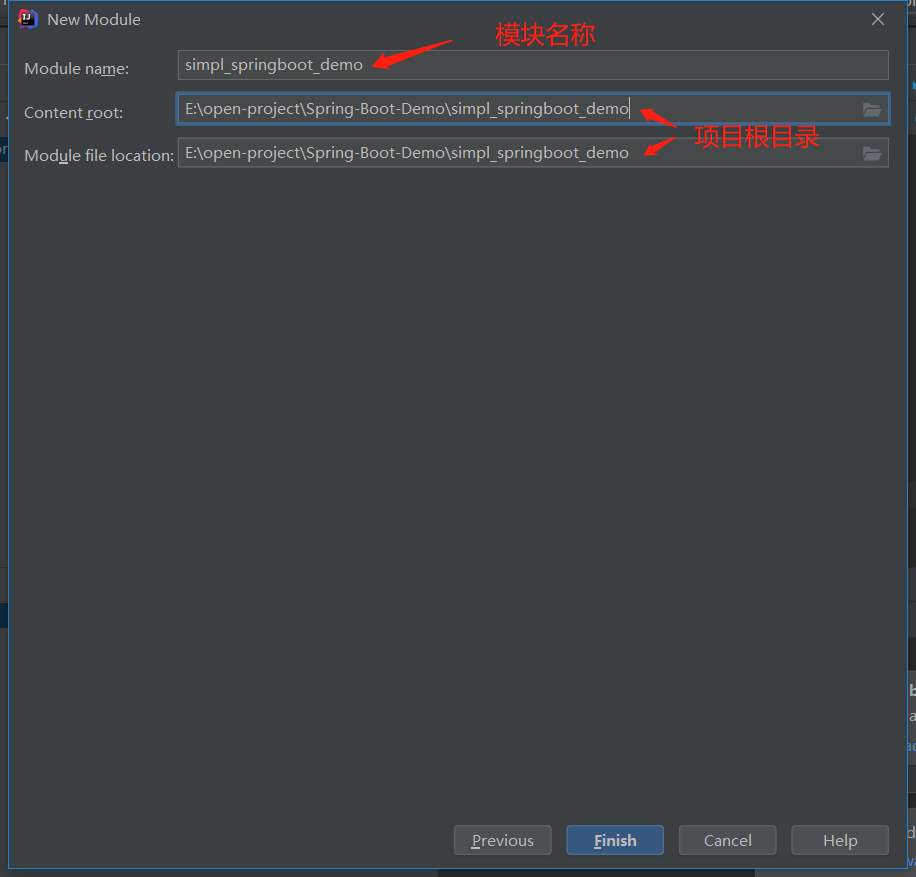 New Module
模块名称
Module name:
simpl_springboot_demo
Content root:
E:\open-project\Spring-Boot-Demo\simpl_springboot_demo
项目根目录
Module file location:
E:\open-project\Spring-Boot-Demo\simpl_springboot_demo
Previous
Finish
Cancel
Help